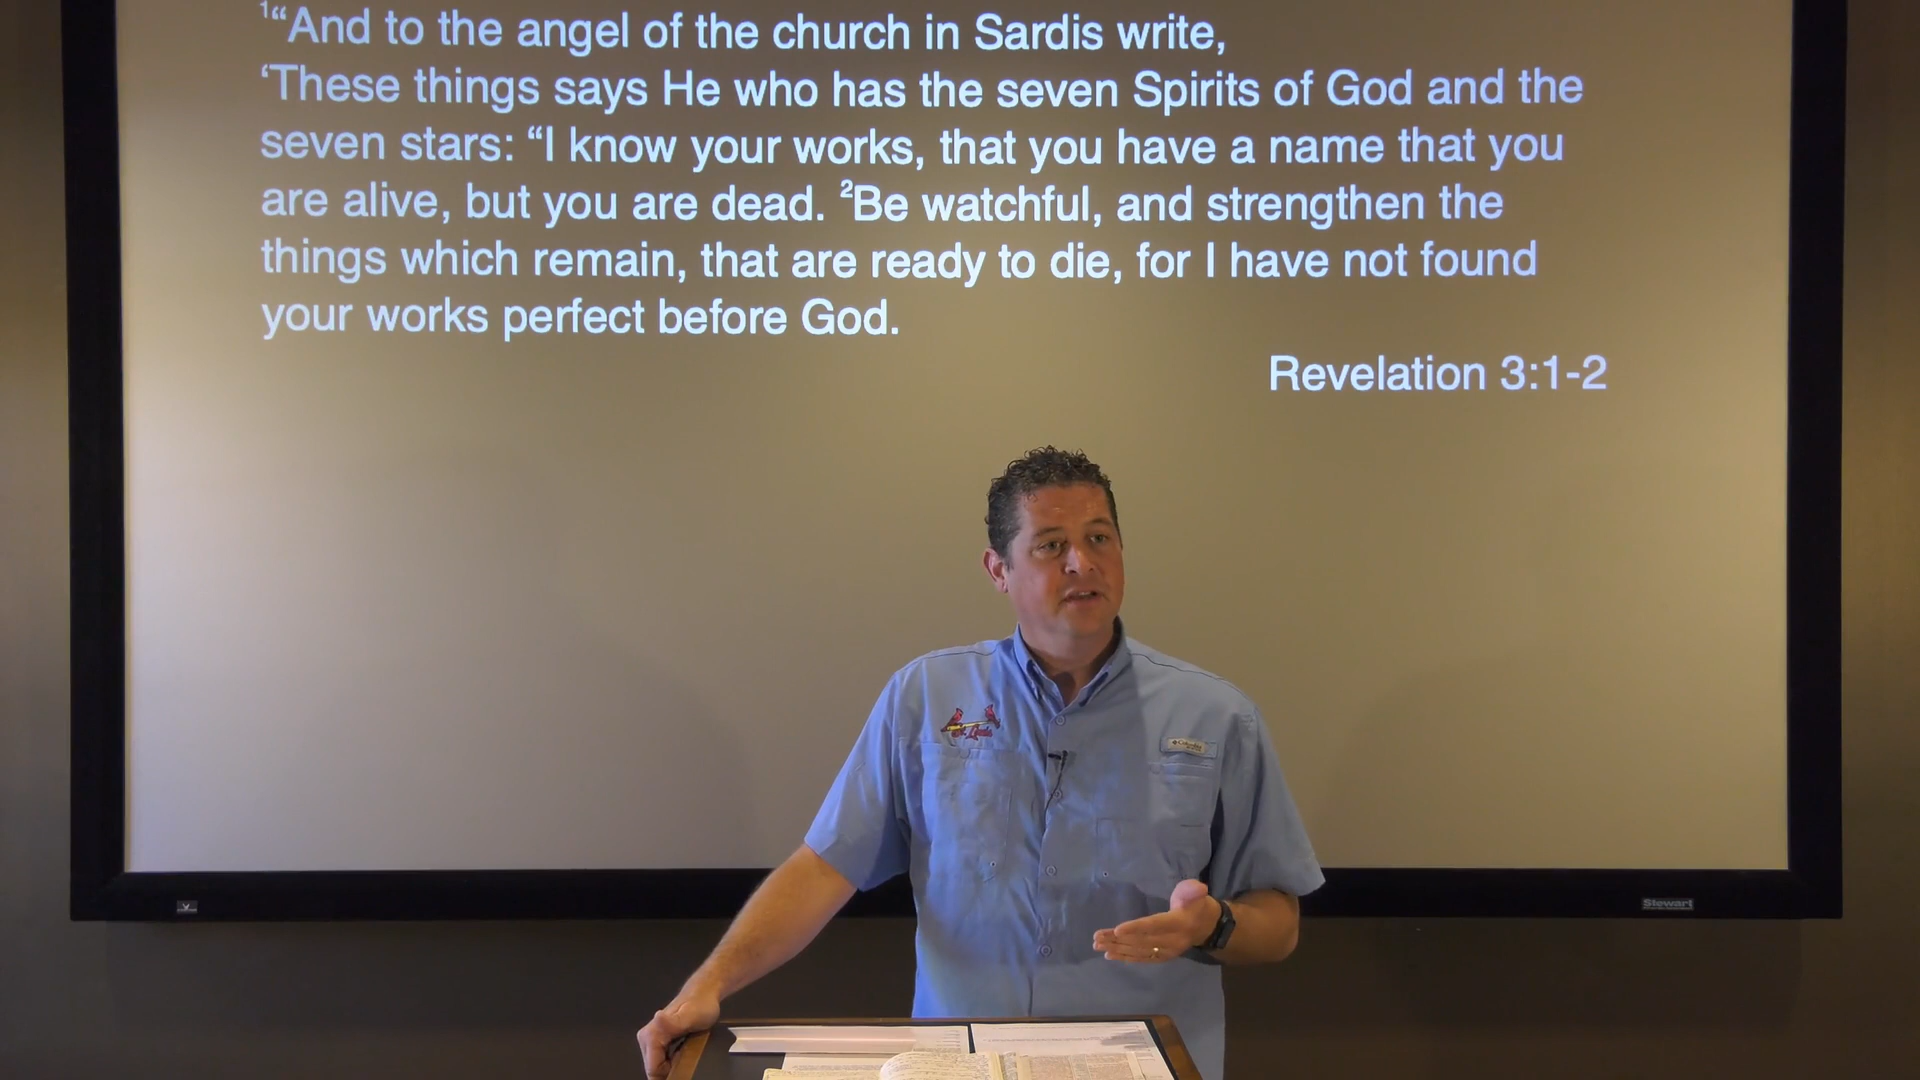 ¹“And to the angel of the church in Sardis write,
‘These things says He who has the seven Spirits of God and the
seven stars: “I know your works, that you have a name that you
are alive, but you are dead. ²Be watchful, and strengthen the
things which remain, that are ready to die, for I have not found
your works perfect before God.
Revelation 3:1-2
St. Louis
Columbia
Stewart